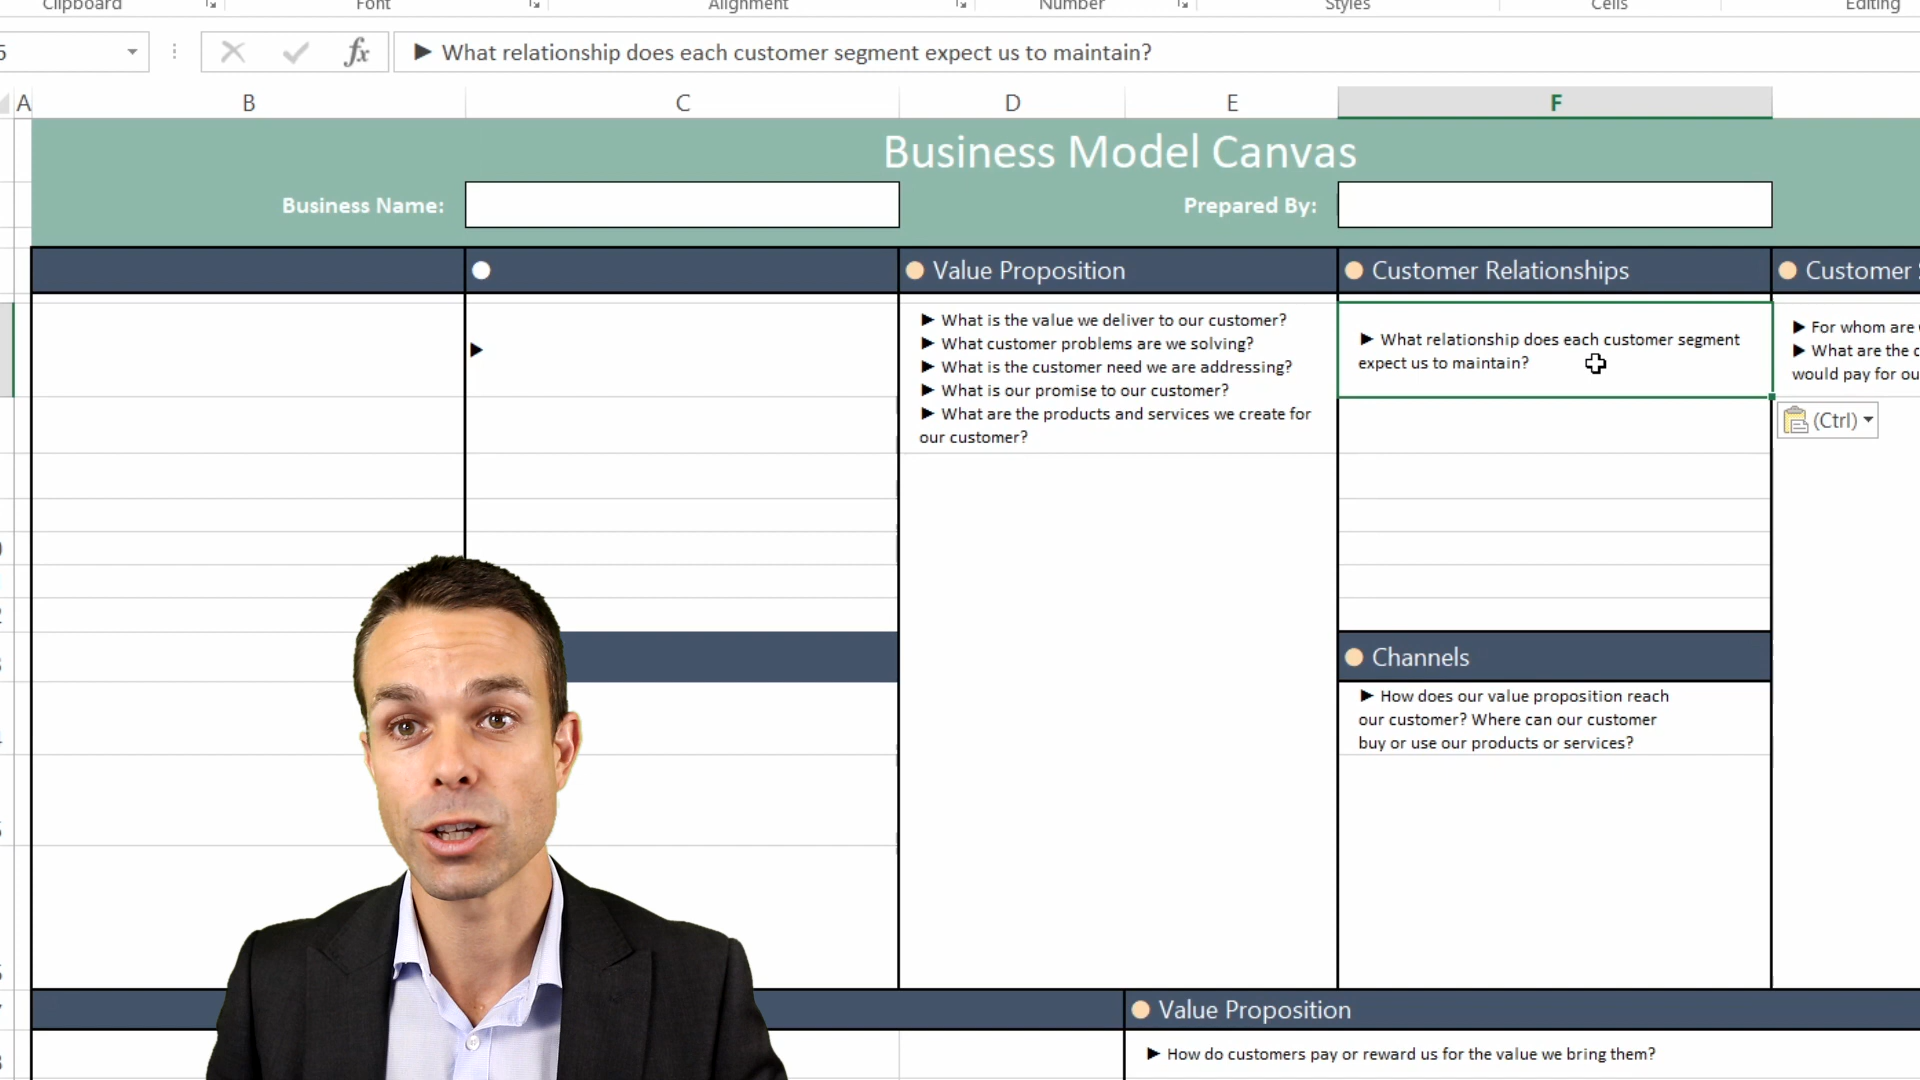 Clipboard
Font
Alignment
Number
Styles
Cells
Editing
fx
► What relationship does each customer segment expect us to maintain?
A
B
C
D
E
F
Business Model Canvas
Business Name:
Prepared By:
Value Proposition
Customer Relationships
Customer
► What is the value we deliver to our customer?
► What customer problems are we solving?
► What is the customer need we are addressing?
► What is our promise to our customer?
► What are the products and services we create for
our customer?
►
► What relationship does each customer segment
expect us to maintain?
► For whom are
► What are the
would pay for
(Ctrl)
Channels
► How does our value proposition reach
our customer? Where can our customer
buy or use our products or services?
Value Proposition
► How do customers pay or reward us for the value we bring them?